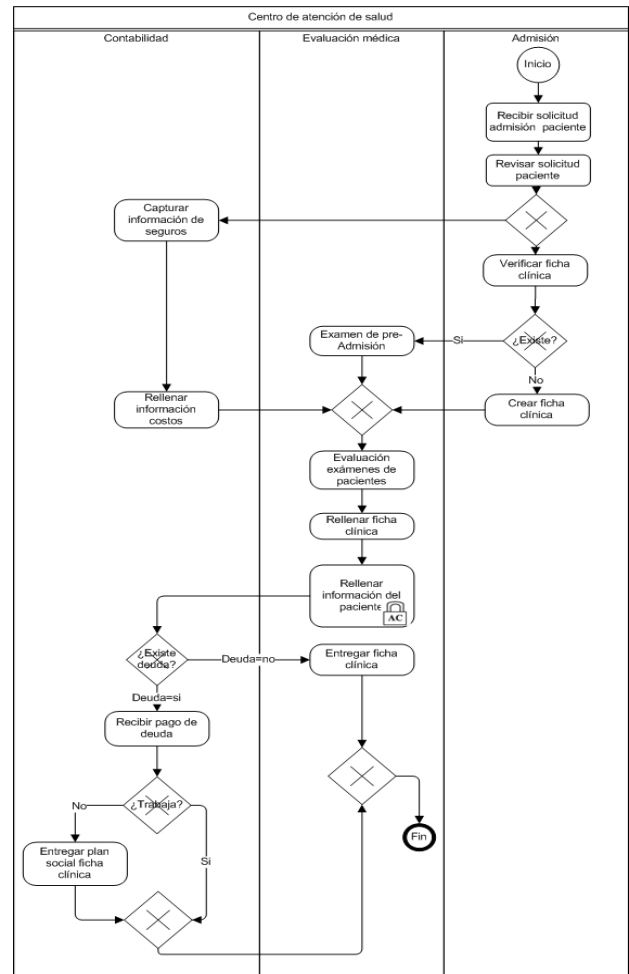 Centro de atención de salud
Contabilidad
Evaluación médica
Admisión
Inicio
Recibir solicitud
admisión paciente
Revisar solicitud
paciente
Capturar
información de
seguros
Verificar ficha
clínica
Examen de pre-
Admisión
Si
¿Existe?
No
Rellenar
información
costos
Crear ficha
clínica
Evaluación
exámenes de
pacientes
Rellenar ficha
clínica
Rellenar
información del
paciente
AC
¿Existe
deuda?
Deuda=no
Entregar ficha
clínica
Deuda=si
Recibir pago de
deuda
No
¿Trabaja?
Si
Entregar plan
social ficha
clínica
Fin